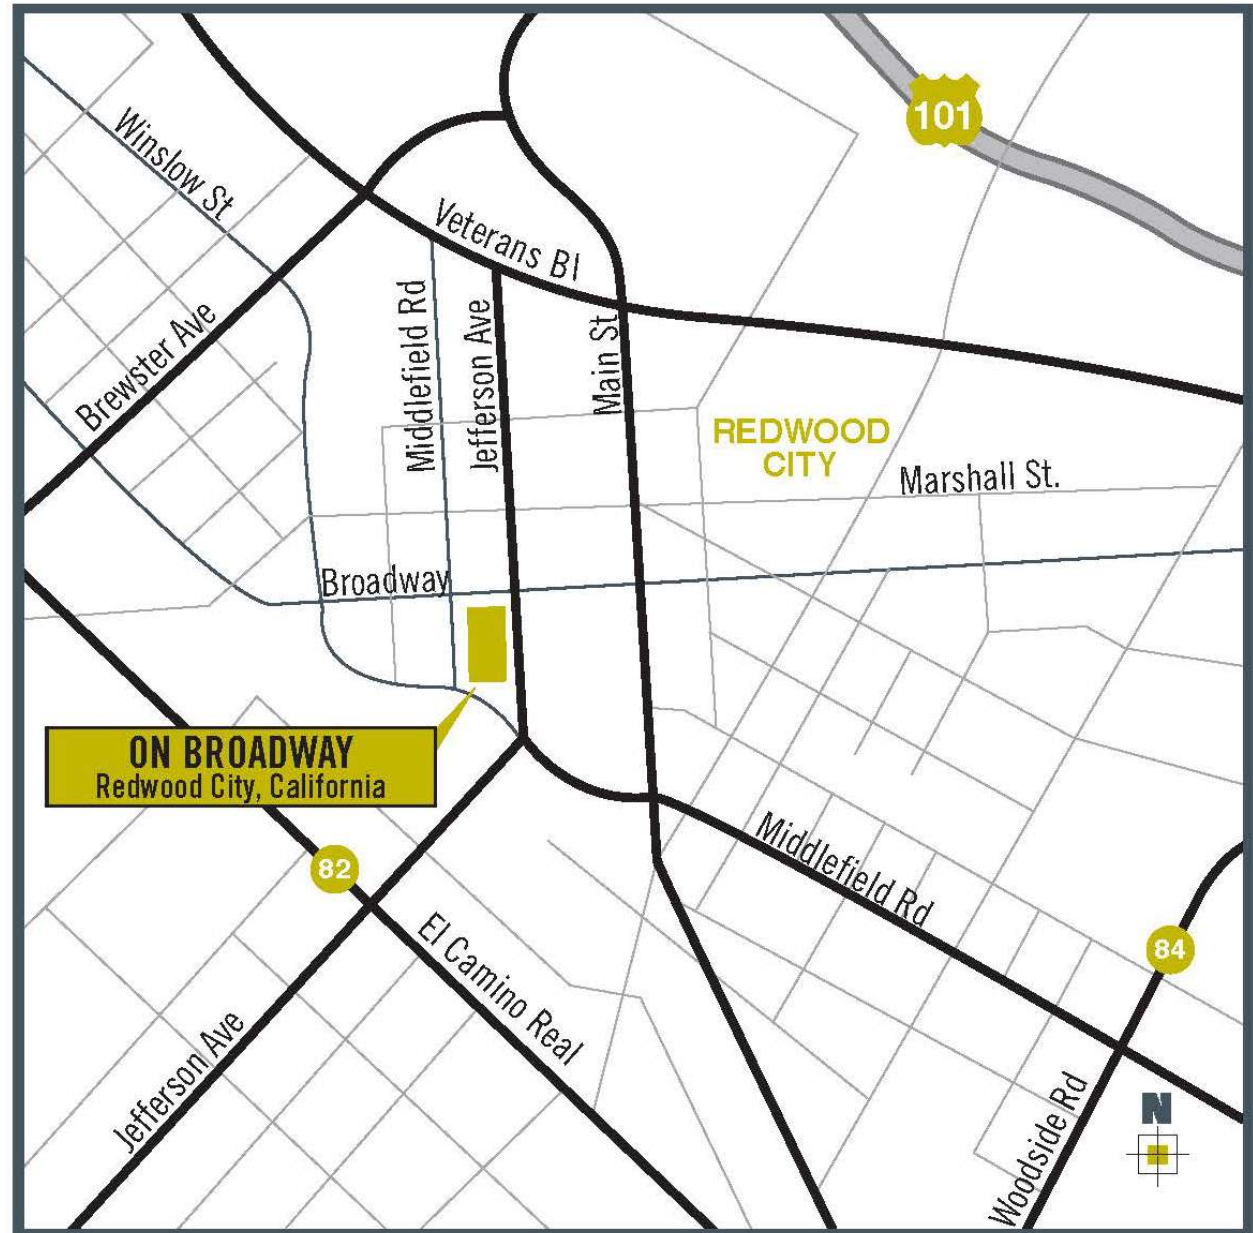 101
Winslow St
Veterans Bl
Brewster Ave
Middlefield Rd
Jefferson Ave
Main St
REDWOOD
CITY
Marshall St.
Broadway
ON BROADWAY
Redwood City, California
82
Middlefield Rd
El Camino Real
84
Jefferson Ave
Woodside Rd
N